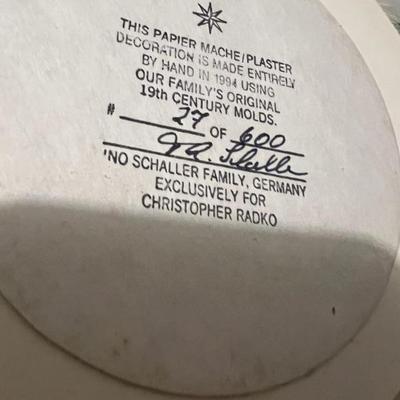 THIS PAPIER MACHE/PLASTER
DECORATION IS MADE ENTIRELY
BY HAND IN 1994 USING
OUR FAMILY'S ORIGINAL
19th CENTURY MOLDS.
# 27 OF 600
'NO SCHALLER FAMILY, GERMANY
EXCLUSIVELY FOR
CHRISTOPHER RADKO